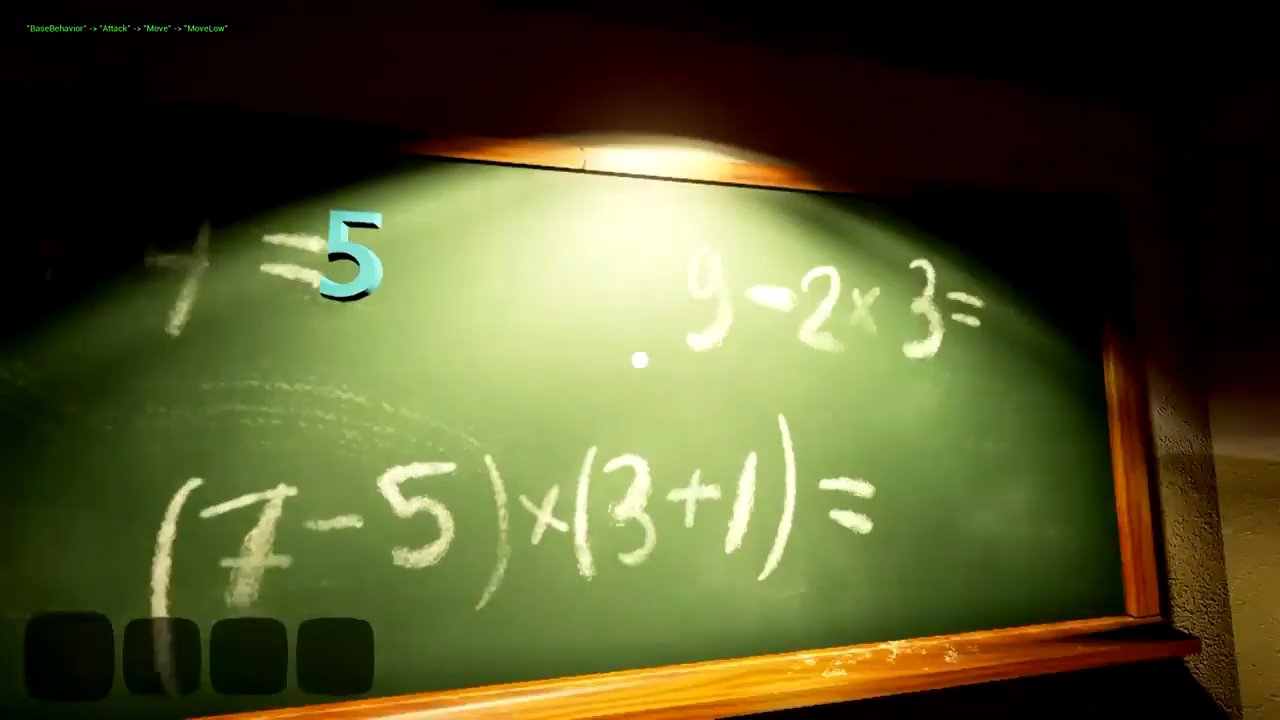 "BaseBehavior" -> "Attack" -> "Move" -> "MoveLow"
=5
9-2x3=
(7-5)x(3+1)=